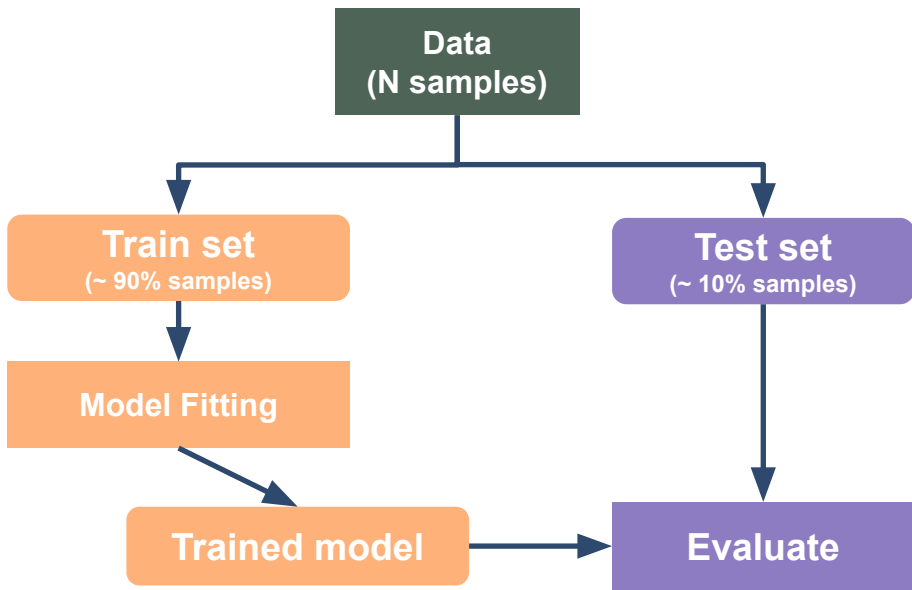 Data
(N samples)
Train set
(~ 90% samples)
Test set
(~ 10% samples)
Model Fitting
Trained model
Evaluate